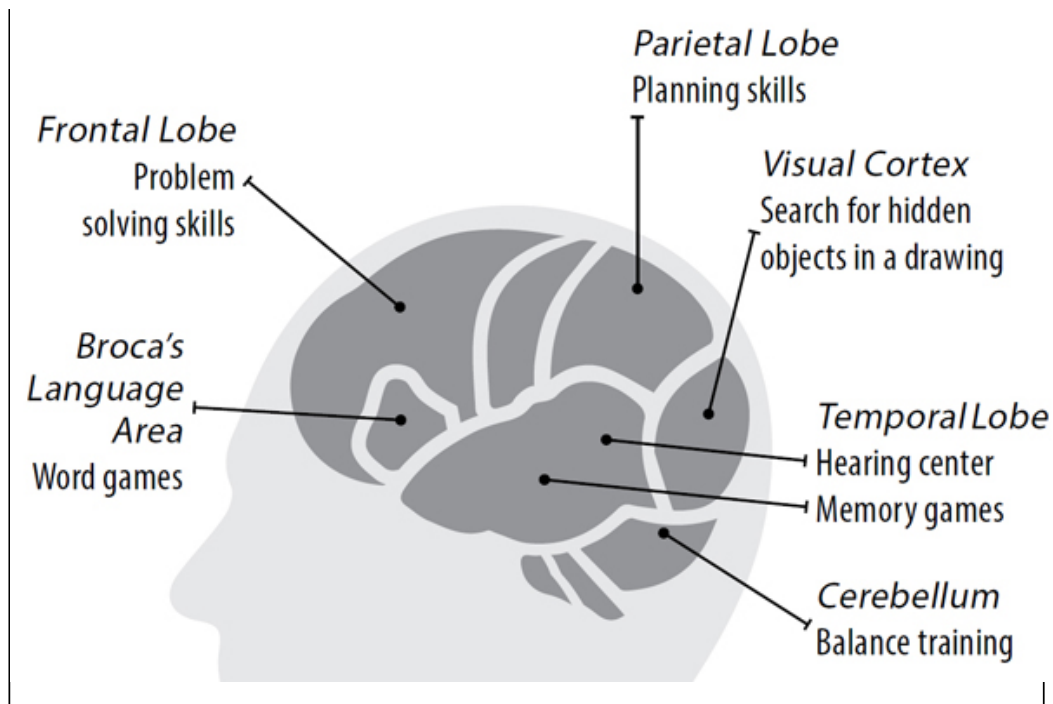 Parietal Lobe
Planning skills
Frontal Lobe
Problem
solving skills
Visual Cortex
Search for hidden
objects in a drawing
Broca's
Language
Area
Word games
Temporal Lobe
Hearing center
Memory games
Cerebellum
Balance training